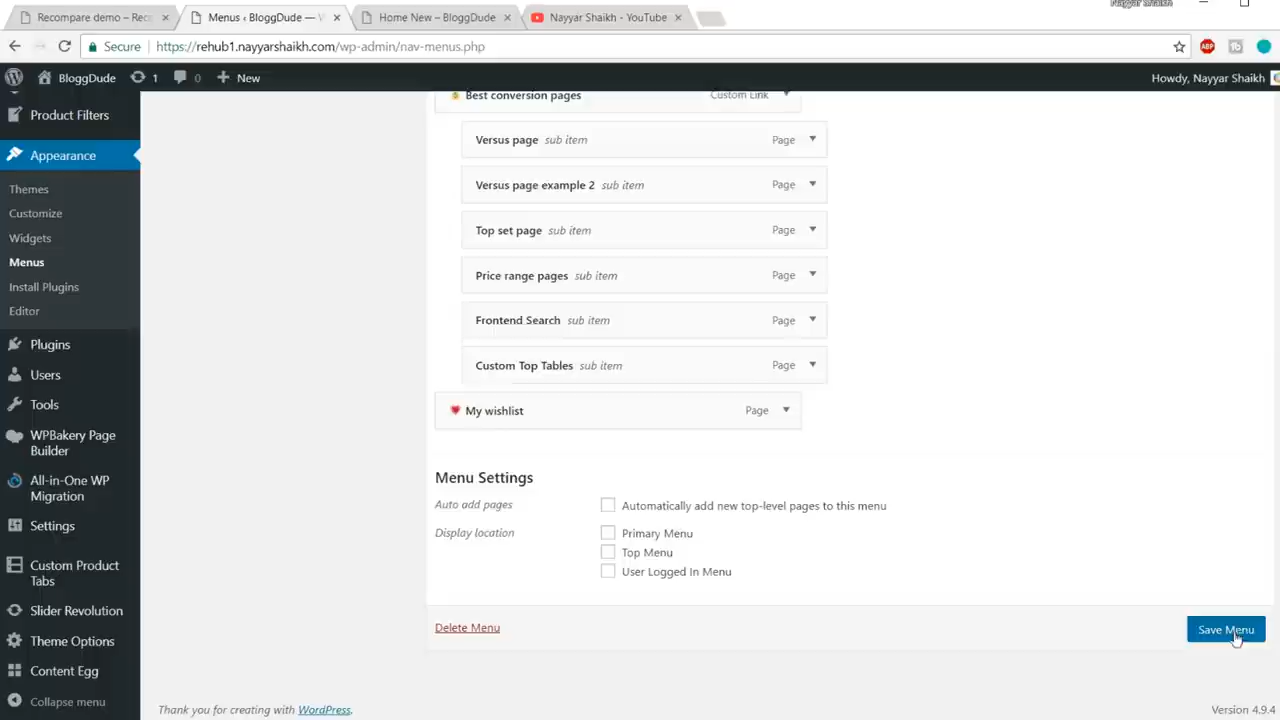 Nayyar Shaikh
Recompare demo – Rec
Menus ‹ BloggDude — V
Home New – BloggDude
Nayyar Shaikh - YouTube
Secure
https://rehub1.nayyarshaikh.com/wp-admin/nav-menus.php
BloggDude
1
0
New
Howdy, Nayyar Shaikh
Product Filters
Appearance
Themes
Customize
Widgets
Menus
Install Plugins
Editor
Plugins
Users
Tools
WPBakery Page
Builder
All-in-One WP
Migration
Settings
Custom Product
Tabs
Slider Revolution
Theme Options
Content Egg
Collapse menu
Best conversion pages Custom Link
Versus page sub item Page
Versus page example 2 sub item Page
Top set page sub item Page
Price range pages sub item Page
Frontend Search sub item Page
Custom Top Tables sub item Page
My wishlist Page
Menu Settings
Auto add pages Automatically add new top-level pages to this menu
Display location Primary Menu
Top Menu
User Logged In Menu
Delete Menu
Save Menu
Thank you for creating with WordPress.
Version 4.9.4